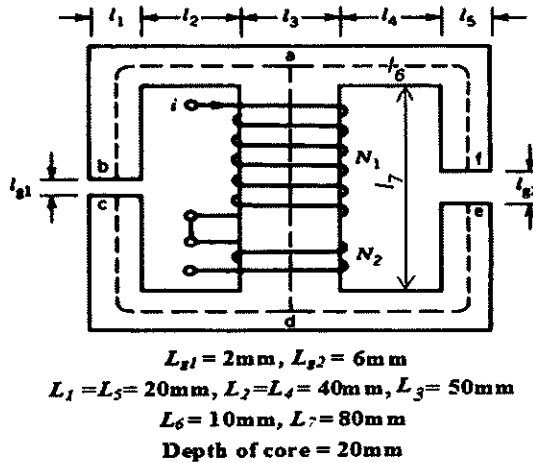 l1 l2 l3 l4 l5
a
l6
i
b
f
lg1
N1
l7
lg2
c
e
N2
d
Lg1 = 2mm, Lg2 = 6mm
L1 =L5= 20mm, L2=L4= 40mm, L3= 50mm
L6= 10mm, L7= 80mm
Depth of core = 20mm